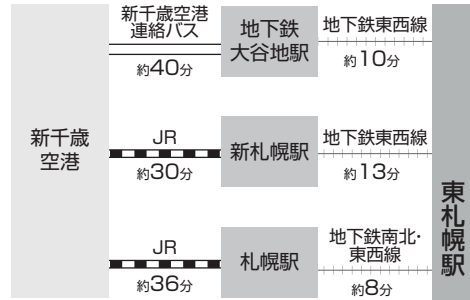 新千歳
空港
新千歳空港
連絡バス
約40分
地下鉄
大谷地駅
地下鉄東西線
約10分
JR
約30分
新札幌駅
地下鉄東西線
約13分
JR
約36分
札幌駅
地下鉄南北・
東西線
約8分
東札幌駅